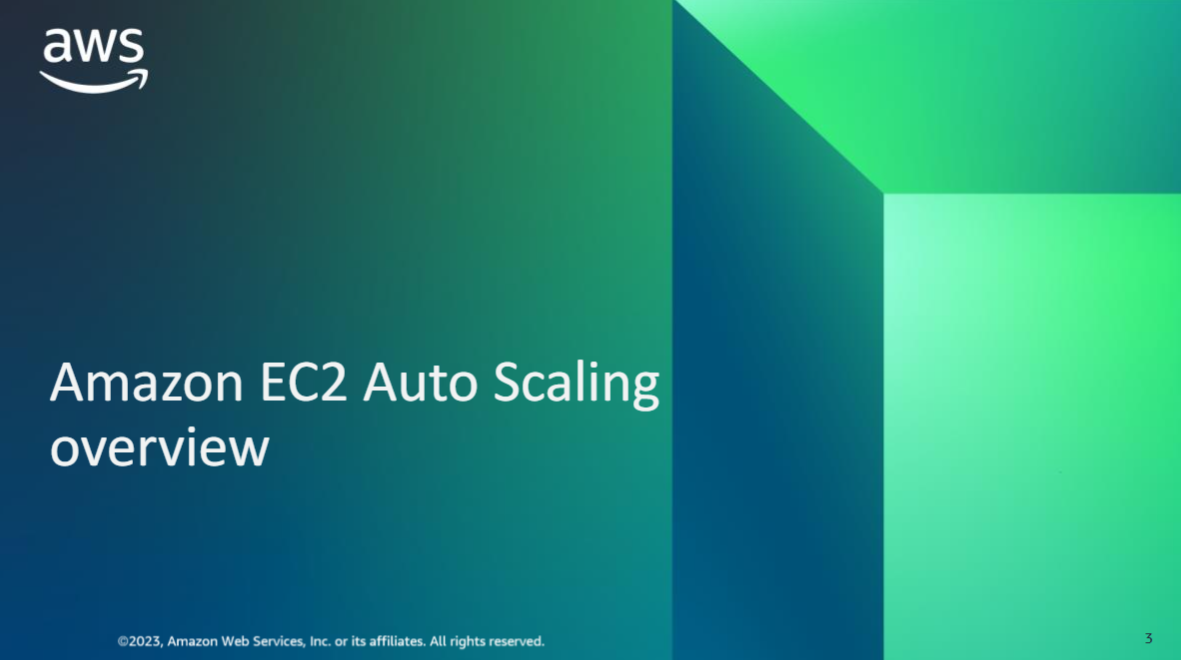 aws
Amazon EC2 Auto Scaling
overview
©2023, Amazon Web Services, Inc. or its affiliates. All rights reserved.
3